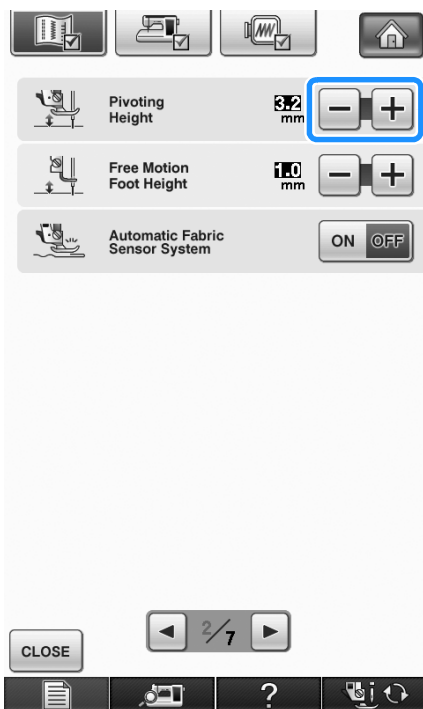 Pivoting
Height
3.2
mm
− +
Free Motion
Foot Height
1.0
mm
− +
Automatic Fabric
Sensor System
ON OFF
2/7
CLOSE
?